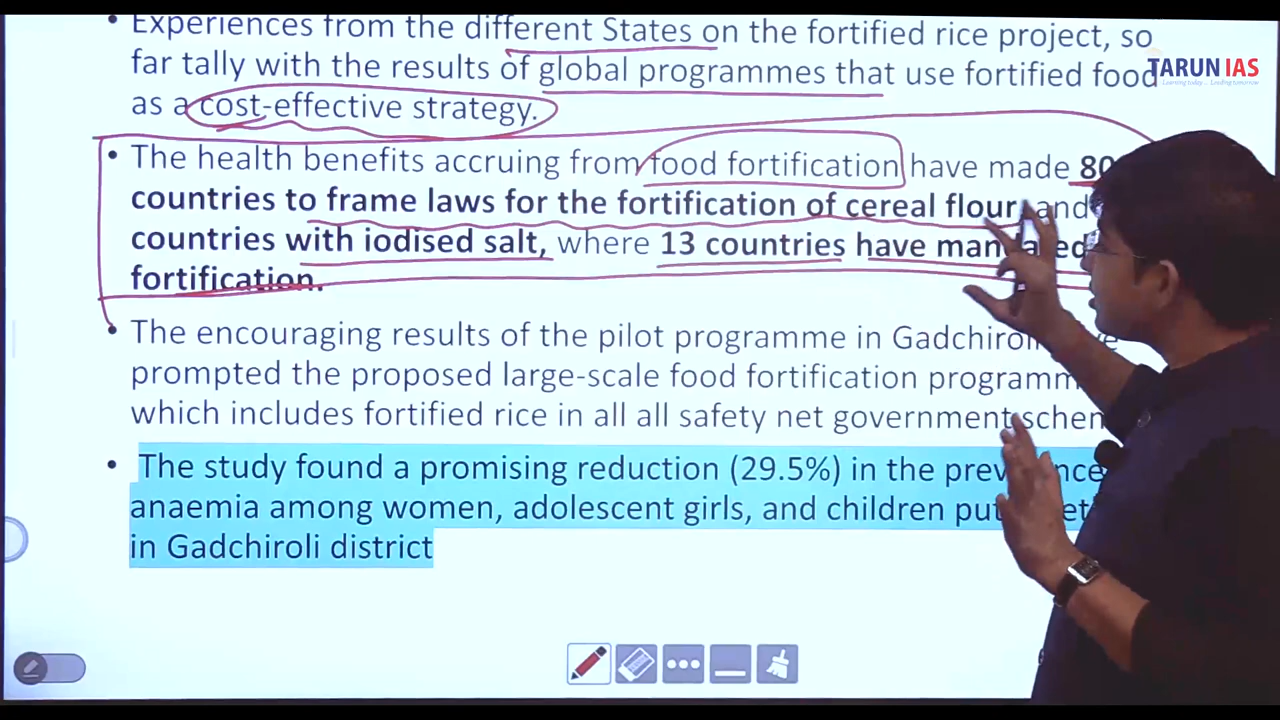 • Experiences from the different States on the fortified rice project, so
far tally with the results of global programmes that use fortified food
as a cost-effective strategy.
• The health benefits accruing from food fortification have made 80
countries to frame laws for the fortification of cereal flour, and
countries with iodised salt, where 13 countries have mandated
fortification.
• The encouraging results of the pilot programme in Gadchiroli
prompted the proposed large-scale food fortification
which includes fortified rice in all all safety net government
• The study found a promising reduction (29.5%) in the
anaemia among women, adolescent girls, and children
in Gadchiroli district
TARUN IAS
Learning today... Leading tomorrow